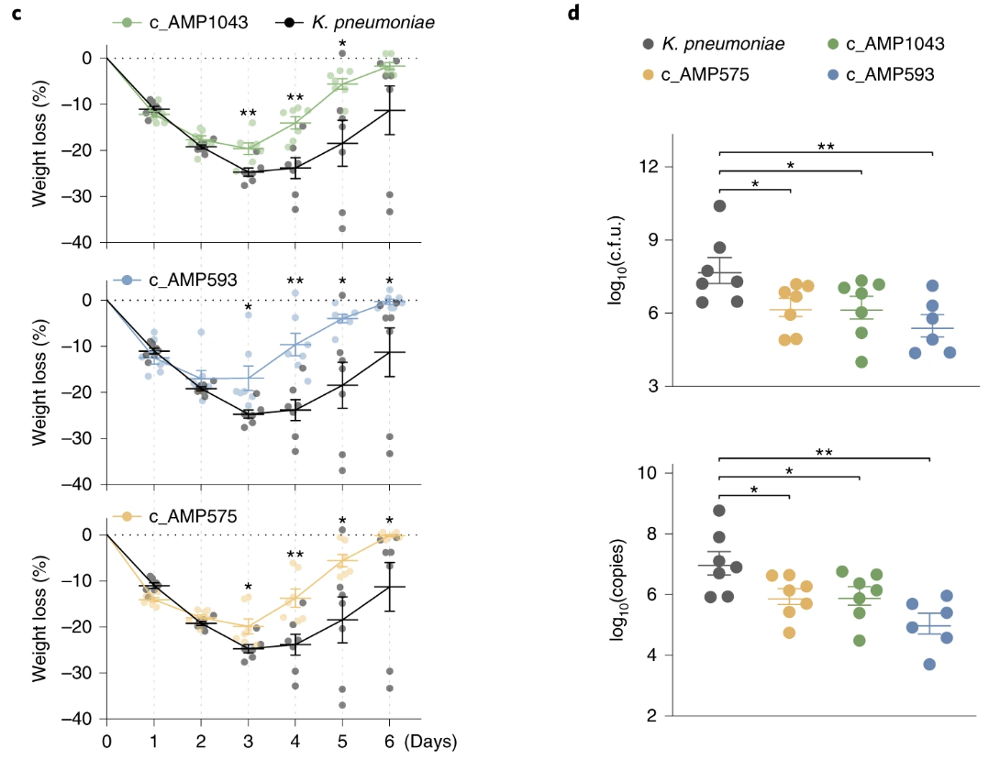 c
c_AMP1043 K. pneumoniae
*
0
–10
–20
–30
–40
** **
Weight loss (%)
c_AMP593
** * *
0
*
–10
–20
–30
–40
Weight loss (%)
c_AMP575
* *
0
**
*
–10
–20
–30
–40
Weight loss (%)
0 1 2 3 4 5 6 (Days)
d
K. pneumoniae c_AMP1043
c_AMP575 c_AMP593
**
*
*
12
9
6
3
log10(c.f.u.)
**
*
*
10
8
6
4
2
log10(copies)